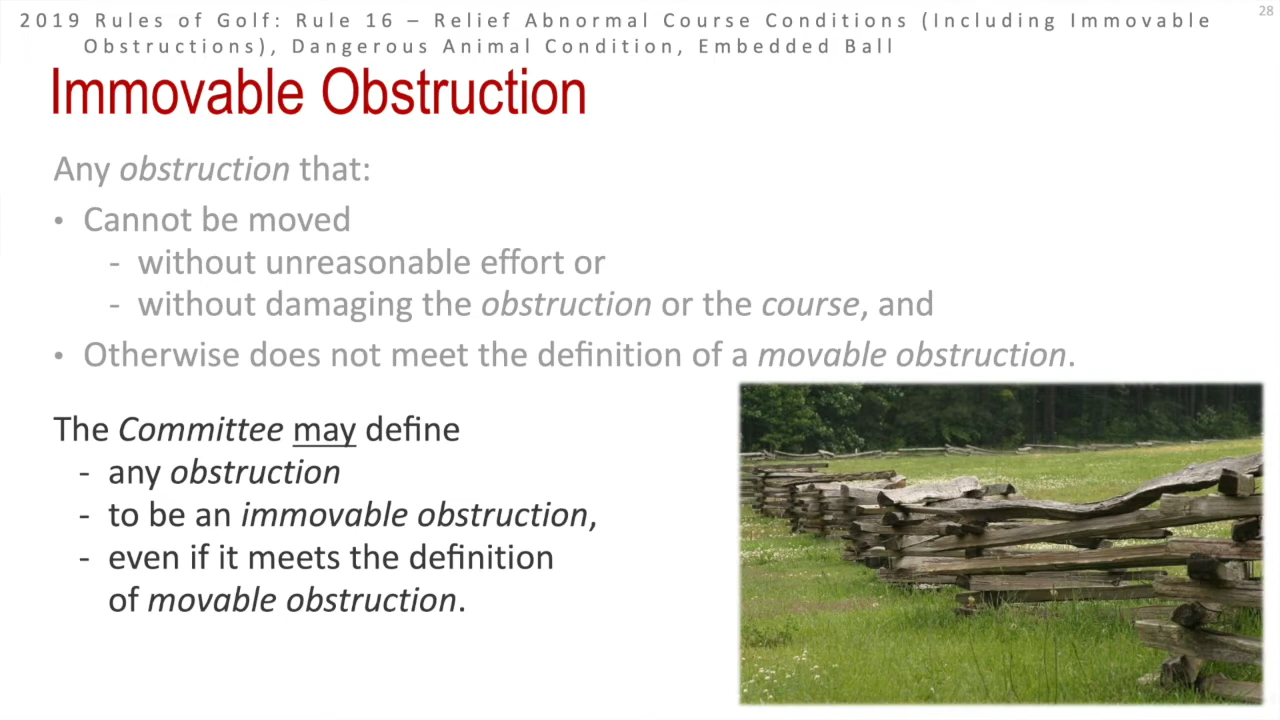 28
2019 Rules of Golf: Rule 16 – Relief Abnormal Course Conditions (Including Immovable
Obstructions), Dangerous Animal Condition, Embedded Ball
Immovable Obstruction
Any obstruction that:
• Cannot be moved
- without unreasonable effort or
- without damaging the obstruction or the course, and
• Otherwise does not meet the definition of a movable obstruction.
The Committee may define
- any obstruction
- to be an immovable obstruction,
- even if it meets the definition
of movable obstruction.